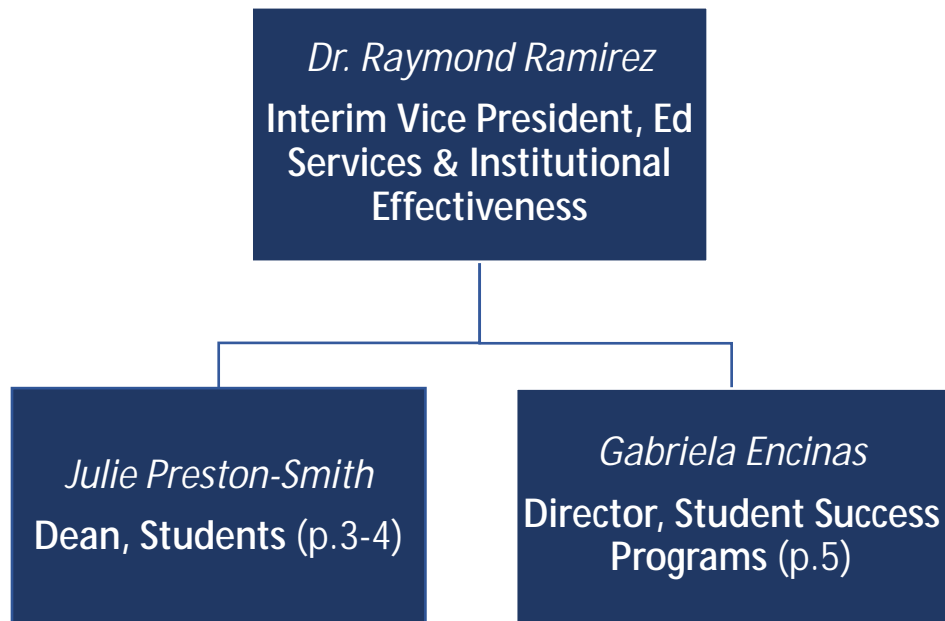 Dr. Raymond Ramirez
Interim Vice President, Ed
Services & Institutional
Effectiveness
Julie Preston-Smith
Dean, Students (p.3-4)
Gabriela Encinas
Director, Student Success
Programs (p.5)